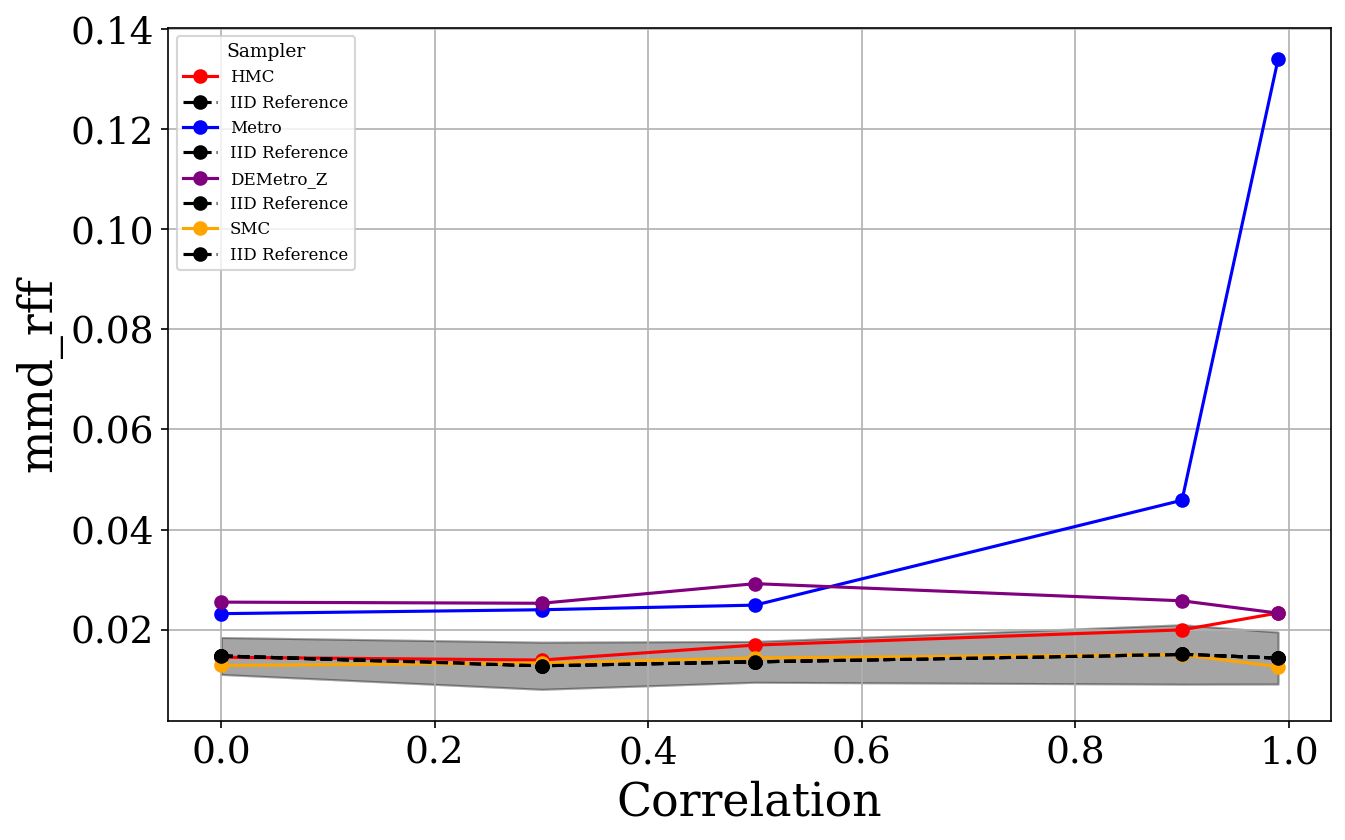 0.14
0.12
0.10
0.08
0.06
0.04
0.02
mmd_rff
Sampler
HMC
IID Reference
Metro
IID Reference
DEMetro_Z
IID Reference
SMC
IID Reference
0.0 0.2 0.4 0.6 0.8 1.0
Correlation